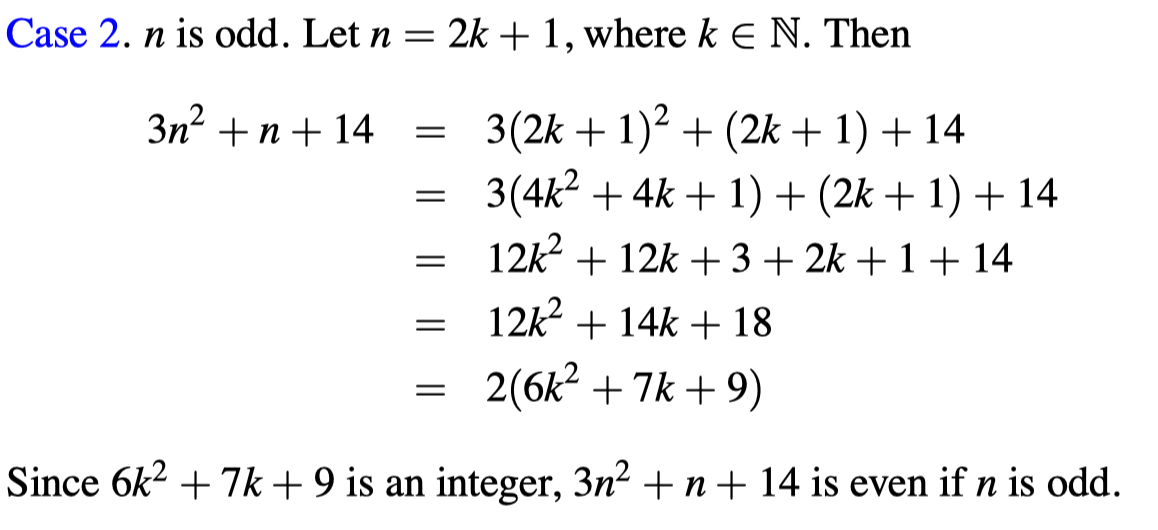 Case 2. n is odd. Let n = 2k + 1, where k ∈ ℕ. Then
3n² + n + 14 = 3(2k + 1)² + (2k + 1) + 14
= 3(4k² + 4k + 1) + (2k + 1) + 14
= 12k² + 12k + 3 + 2k + 1 + 14
= 12k² + 14k + 18
= 2(6k² + 7k + 9)
Since 6k² + 7k + 9 is an integer, 3n² + n + 14 is even if n is odd.